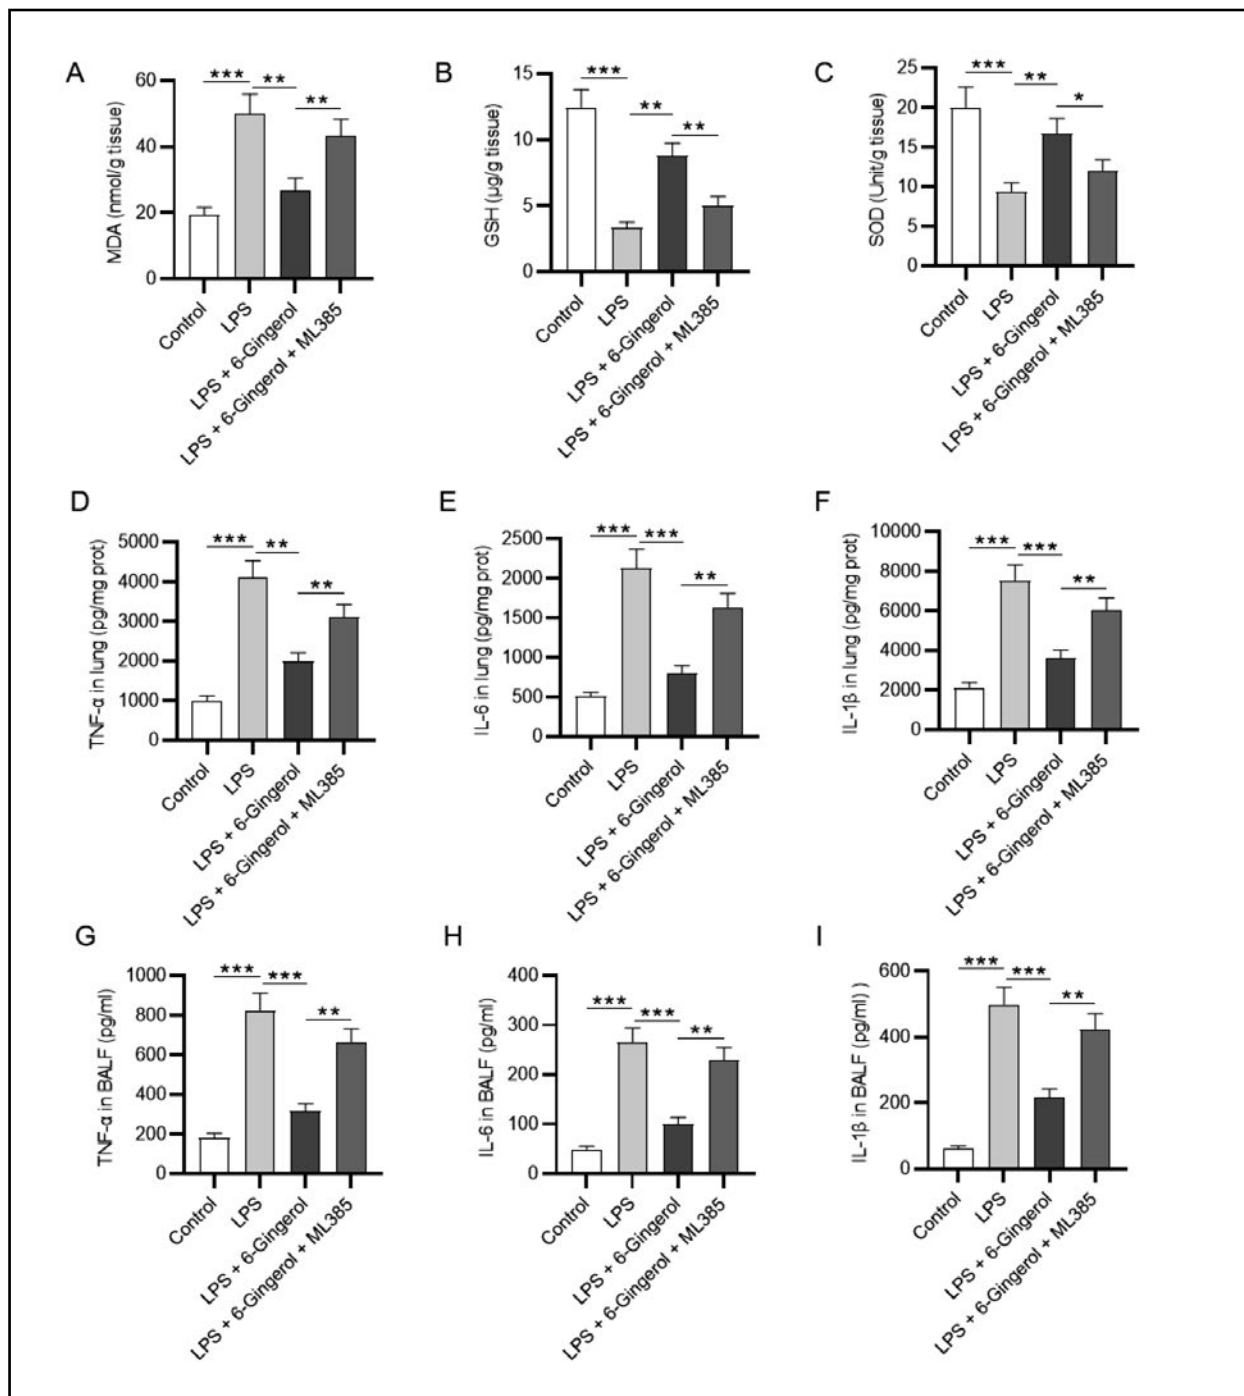 A
MDA (nmol/g tissue)
60
40
20
0
*** ** **
Control
LPS
LPS + 6-Gingerol
LPS + 6-Gingerol + ML385
B
GSH (µg/g tissue)
15
10
5
0
*** ** **
Control
LPS
LPS + 6-Gingerol
LPS + 6-Gingerol + ML385
C
SOD (Unit/g tissue)
25
20
15
10
5
0
*** ** *
Control
LPS
LPS + 6-Gingerol
LPS + 6-Gingerol + ML385
D
TNF-α in lung (pg/mg prot)
5000
4000
3000
2000
1000
0
*** ** **
Control
LPS
LPS + 6-Gingerol
LPS + 6-Gingerol + ML385
E
IL-6 in lung (pg/mg prot)
2500
2000
1500
1000
500
0
*** *** **
Control
LPS
LPS + 6-Gingerol
LPS + 6-Gingerol + ML385
F
IL-1β in lung (pg/mg prot)
10000
8000
6000
4000
2000
0
*** *** **
Control
LPS
LPS + 6-Gingerol
LPS + 6-Gingerol + ML385
G
TNF-α in BALF (pg/ml)
1000
800
600
400
200
0
*** *** **
Control
LPS
LPS + 6-Gingerol
LPS + 6-Gingerol + ML385
H
IL-6 in BALF (pg/ml)
400
300
200
100
0
*** *** **
Control
LPS
LPS + 6-Gingerol
LPS + 6-Gingerol + ML385
I
IL-1β in BALF (pg/ml) )
600
400
200
0
*** *** **
Control
LPS
LPS + 6-Gingerol
LPS + 6-Gingerol + ML385